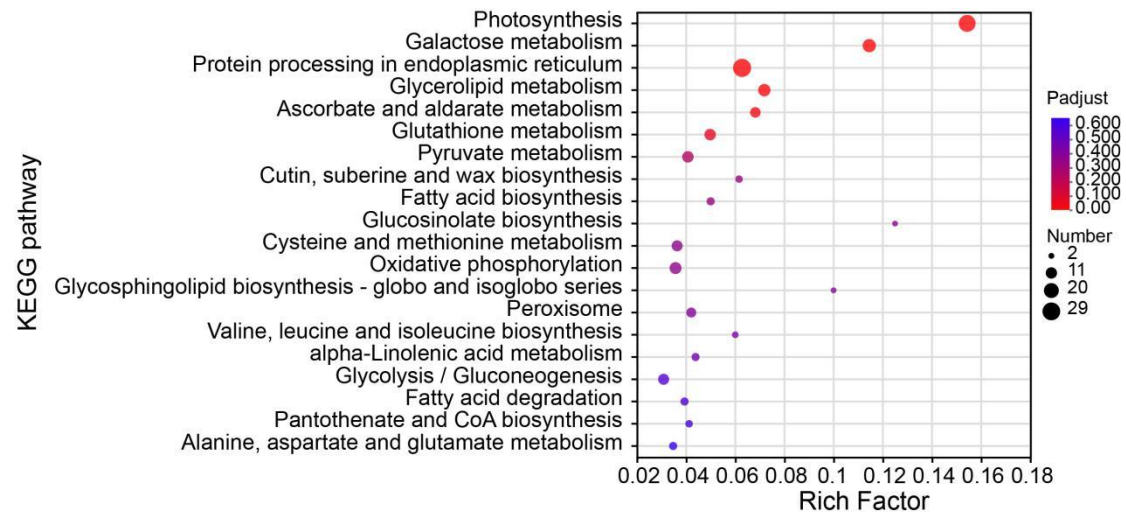 Photosynthesis
Galactose metabolism
Protein processing in endoplasmic reticulum
Glycerolipid metabolism
Ascorbate and aldarate metabolism
Glutathione metabolism
Pyruvate metabolism
Cutin, suberine and wax biosynthesis
Fatty acid biosynthesis
Glucosinolate biosynthesis
Cysteine and methionine metabolism
Oxidative phosphorylation
Glycosphingolipid biosynthesis - globo and isoglobo series
Peroxisome
Valine, leucine and isoleucine biosynthesis
alpha-Linolenic acid metabolism
Glycolysis / Gluconeogenesis
Fatty acid degradation
Pantothenate and CoA biosynthesis
Alanine, aspartate and glutamate metabolism
KEGG pathway
0.02 0.04 0.06 0.08 0.1 0.12 0.14 0.16 0.18
Rich Factor
Padjust
0.600
0.500
0.400
0.300
0.200
0.100
0.00
Number
2
11
20
29